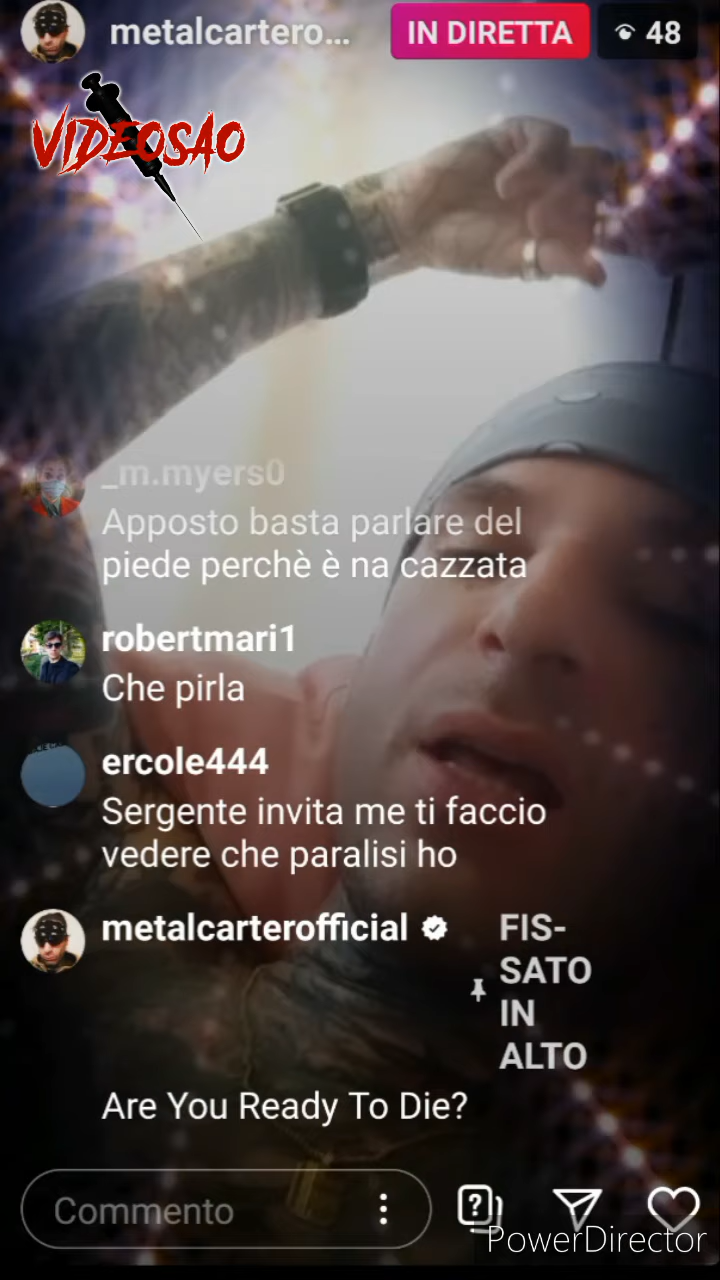 metalcartero...
IN DIRETTA
48
VIDEOSAO
_m.myers0
Apposto basta parlare del
piede perchè è na cazzata
robertmari1
Che pirla
ercole444
Sergente invita me ti faccio
vedere che paralisi ho
metalcarterofficial
FIS-
SATO
IN
ALTO
Are You Ready To Die?
Commento
PowerDirector